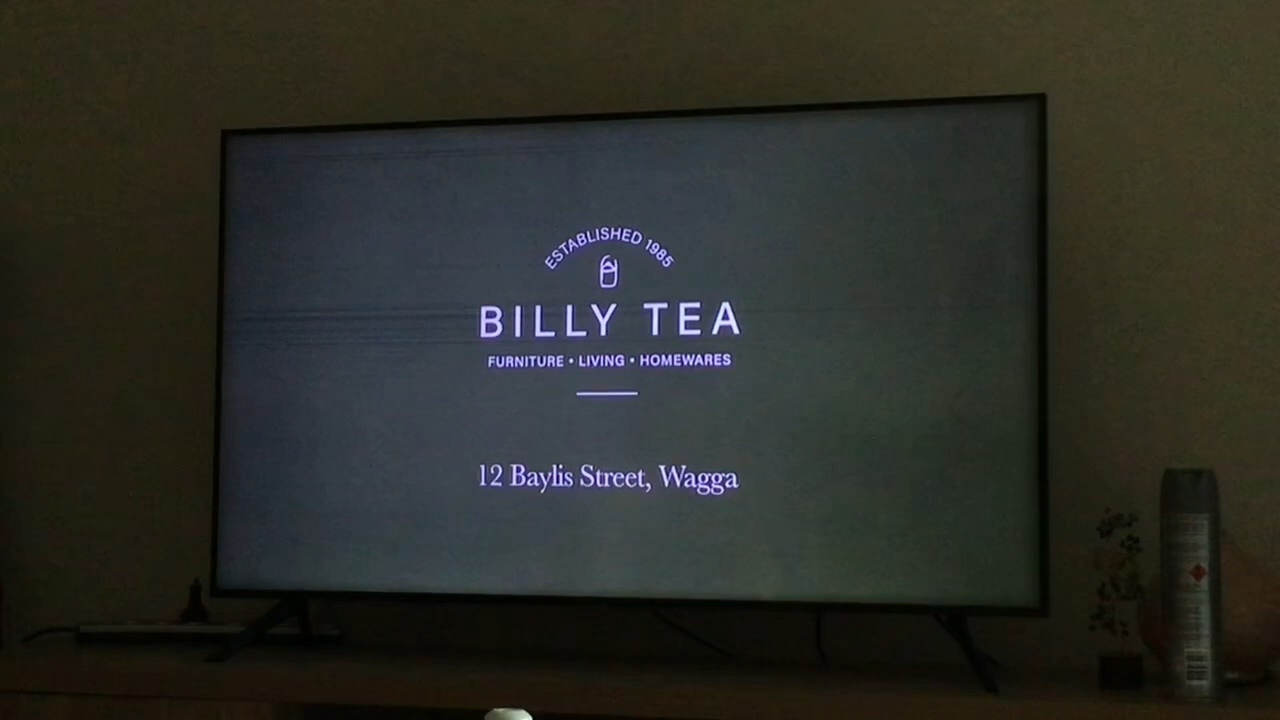 ESTABLISHED 1985
BILLY TEA
FURNITURE • LIVING • HOMEWARES
12 Baylis Street, Wagga